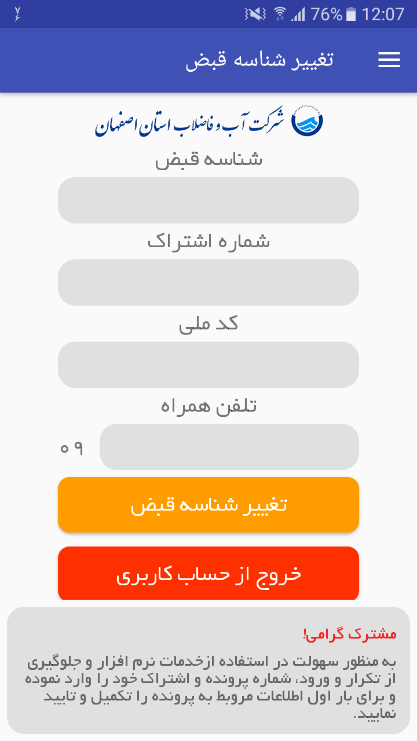 76% 12:07
تغییر شناسه قبض
شرکت آب و فاضلاب استان اصفهان
شناسه قبض
شماره اشتراک
کد ملی
تلفن همراه
۰۹
تغییر شناسه قبض
خروج از حساب کاربری
مشترک گرامی!
به منظور سهولت در استفاده ازخدمات نرم افزار و جلوگیری
از تکرار و ورود، شماره پرونده و اشتراک خود را وارد نموده
و برای بار اول اطلاعات مربوط به پرونده را تکمیل و تایید
نمایید.